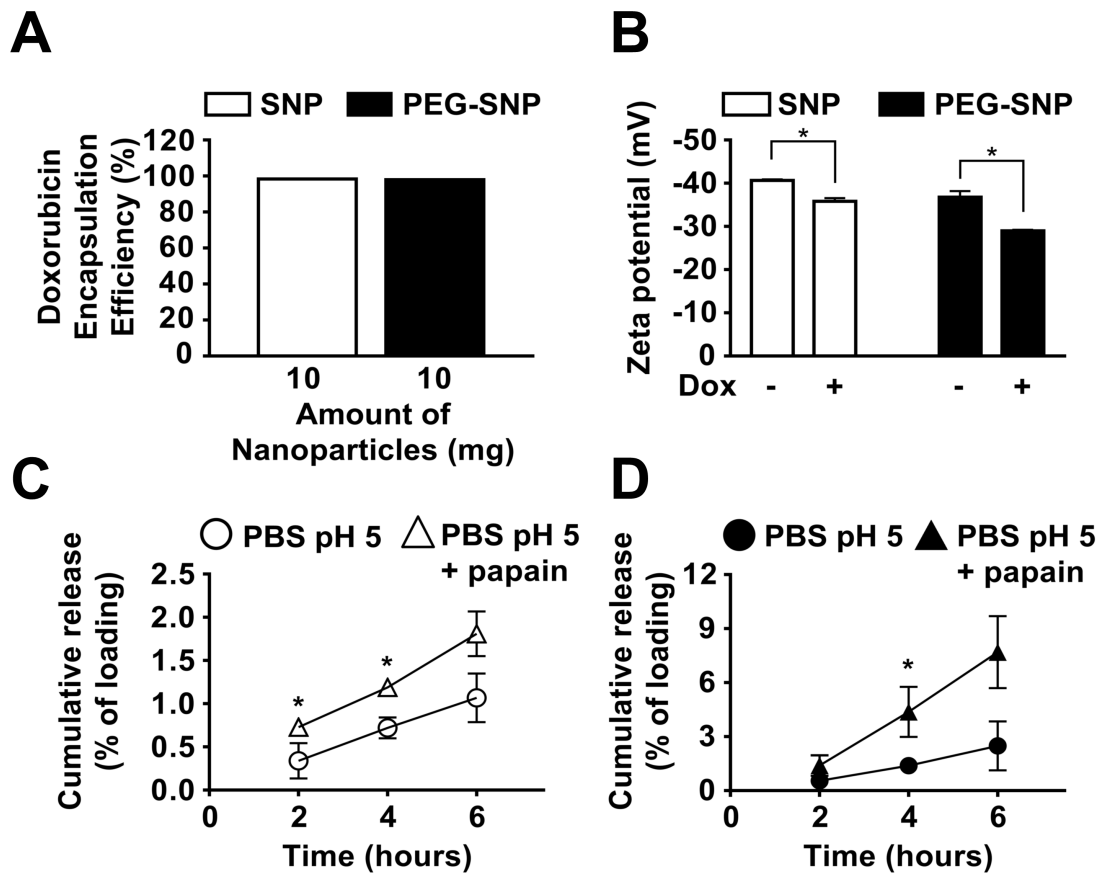 A
SNP
PEG-SNP
Doxorubicin
Encapsulation
Efficiency (%)
120
100
80
60
40
20
0
10
10
Amount of
Nanoparticles (mg)
B
SNP
PEG-SNP
Zeta potential (mV)
-50
-40
-30
-20
-10
0
*
*
Dox - + - +
C
PBS pH 5
PBS pH 5
+ papain
Cumulative release
(% of loading)
2.5
2.0
1.5
1.0
0.5
0.0
*
*
0 2 4 6
Time (hours)
D
PBS pH 5
PBS pH 5
+ papain
Cumulative release
(% of loading)
12
9
6
3
0
*
0 2 4 6
Time (hours)